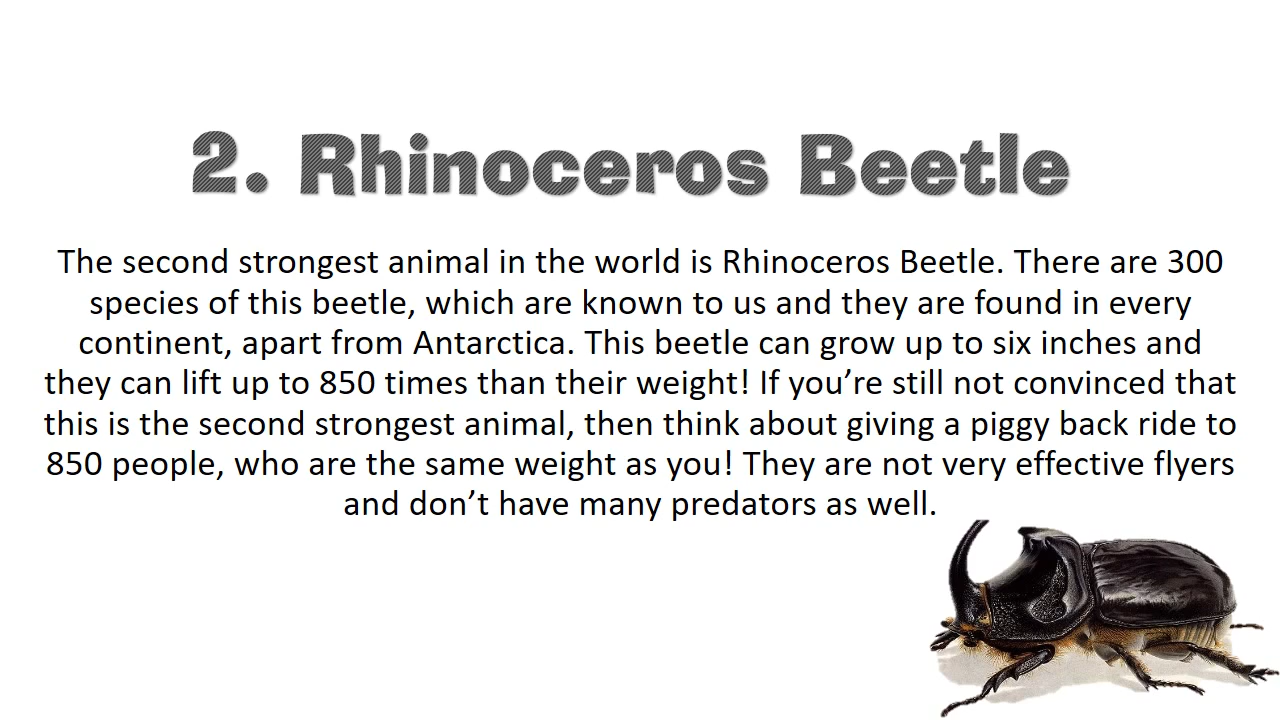 2. Rhinoceros Beetle
The second strongest animal in the world is Rhinoceros Beetle. There are 300
species of this beetle, which are known to us and they are found in every
continent, apart from Antarctica. This beetle can grow up to six inches and
they can lift up to 850 times than their weight! If you’re still not convinced that
this is the second strongest animal, then think about giving a piggy back ride to
850 people, who are the same weight as you! They are not very effective flyers
and don’t have many predators as well.